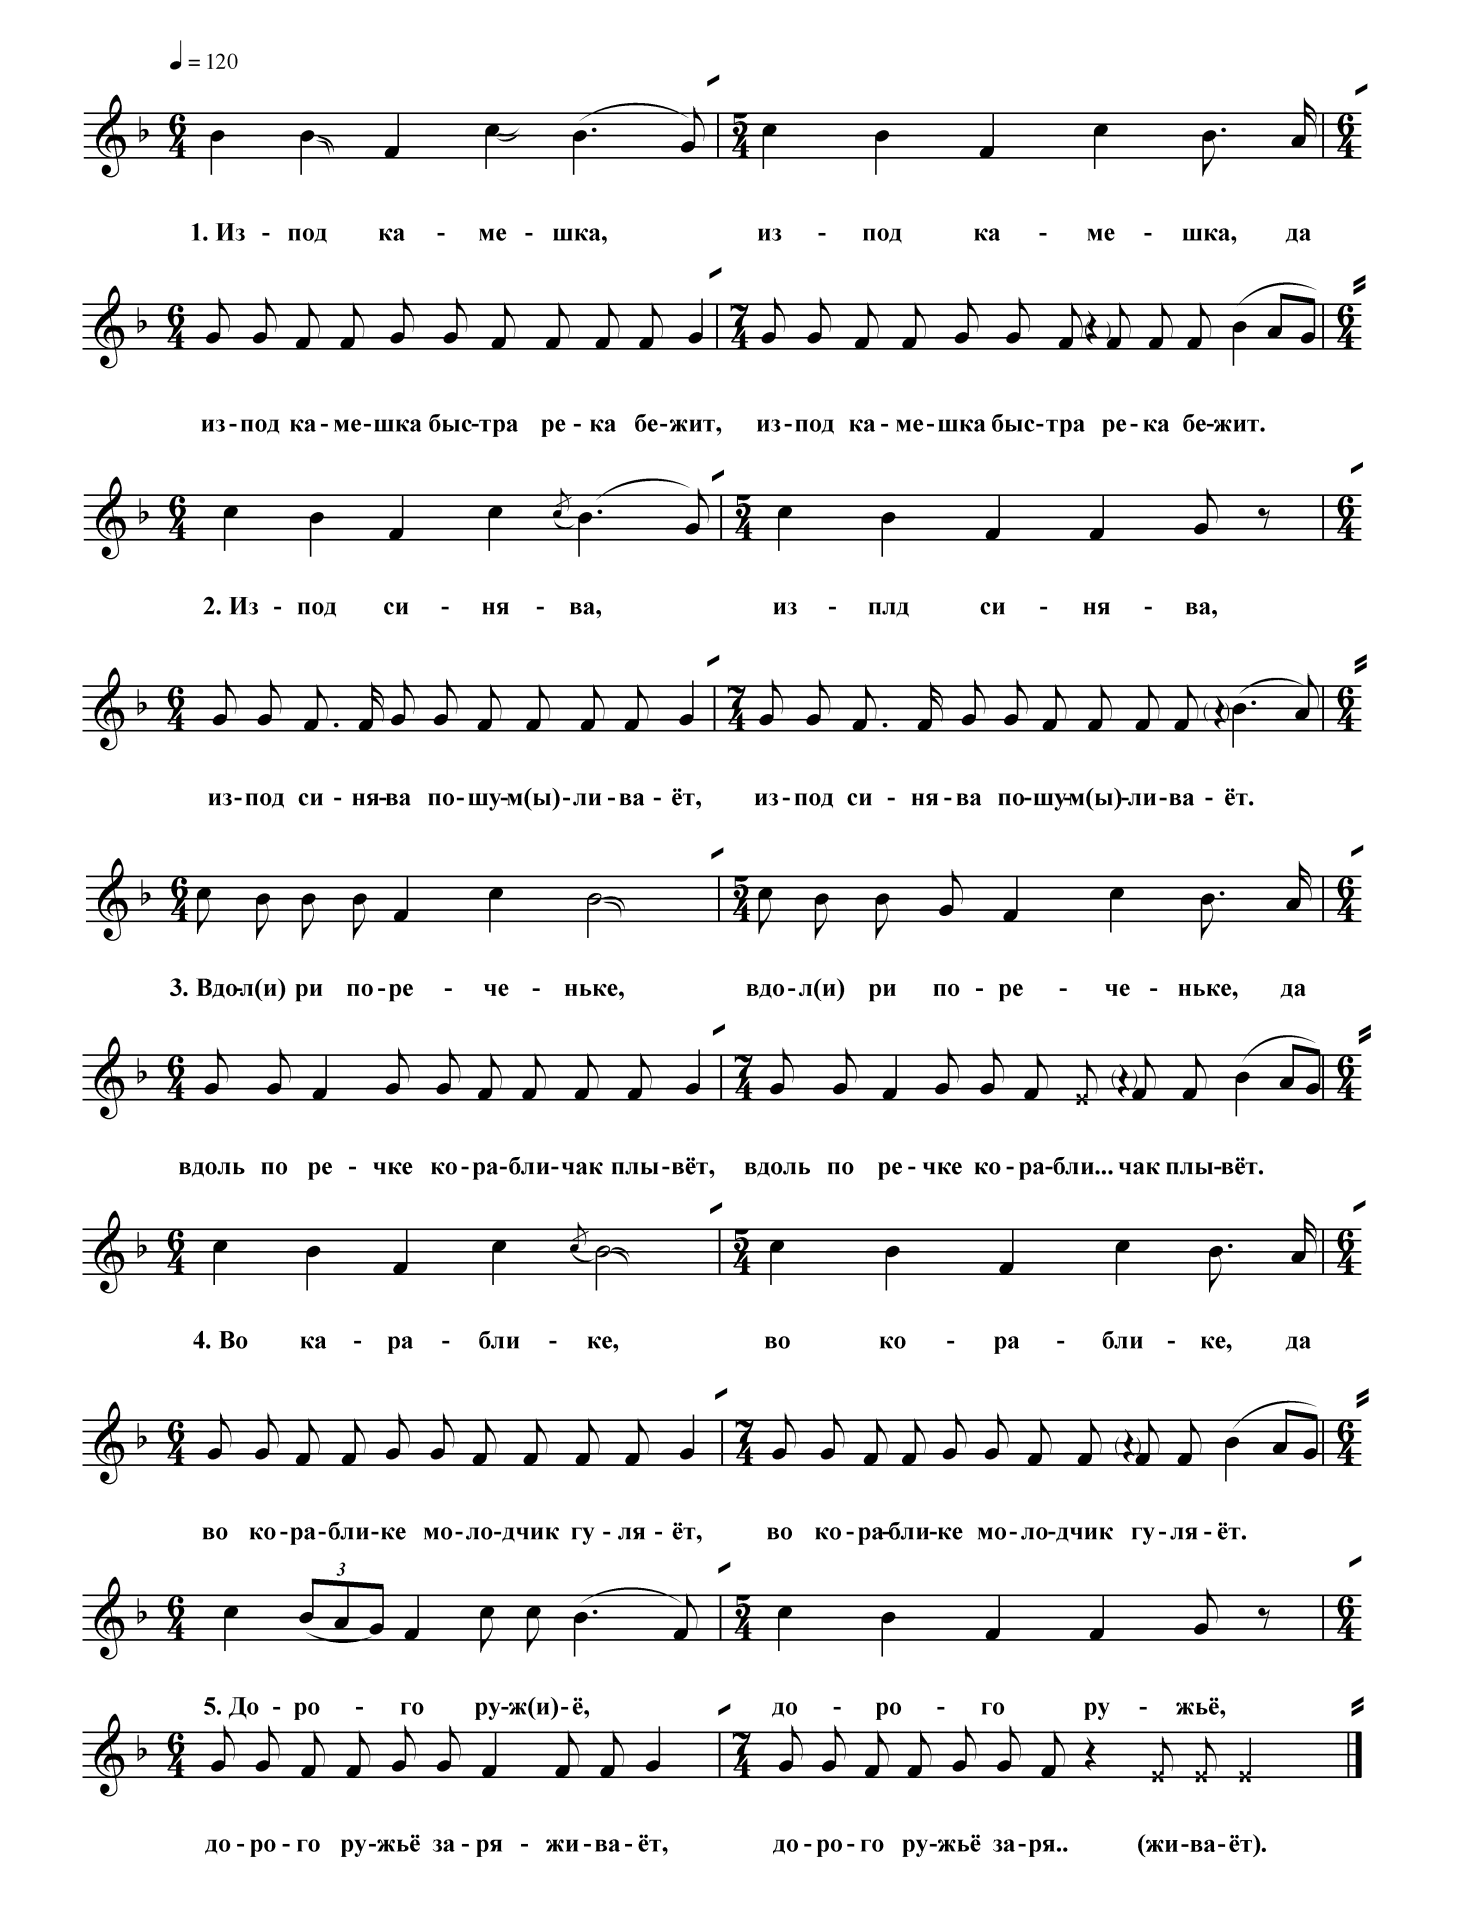 = 120
1. Из - под ка - ме - шка, из - под ка - ме - шка, да
из - под ка - ме - шка быс - тра ре - ка бе - жит, из - под ка - ме - шка быс - тра ре - ка бе - жит.
2. Из - под си - ня - ва, из - плд си - ня - ва,
из - под си - ня - ва по - шу - м(ы) - ли - ва - ёт, из - под си - ня - ва по - шу - м(ы) - ли - ва - ёт.
3. Вдо - л(и) ри по - ре - че - ньке, вдо - л(и) ри по - ре - че - ньке, да
вдоль по ре - чке ко - ра - бли - чак плы - вёт, вдоль по ре - чке ко - ра - бли... чак плы - вёт.
4. Во ка - ра - бли - ке, во ко - ра - бли - ке, да
во ко - ра - бли - ке мо - ло - дчик гу - ля - ёт, во ко - ра - бли - ке мо - ло - дчик гу - ля - ёт.
3
5. До - ро - го ру - ж(и) - ё, до - ро - го ру - жьё,
до - ро - го ру - жьё за - ря - жи - ва - ёт, до - ро - го ру - жьё за - ря.. (жи - ва - ёт).